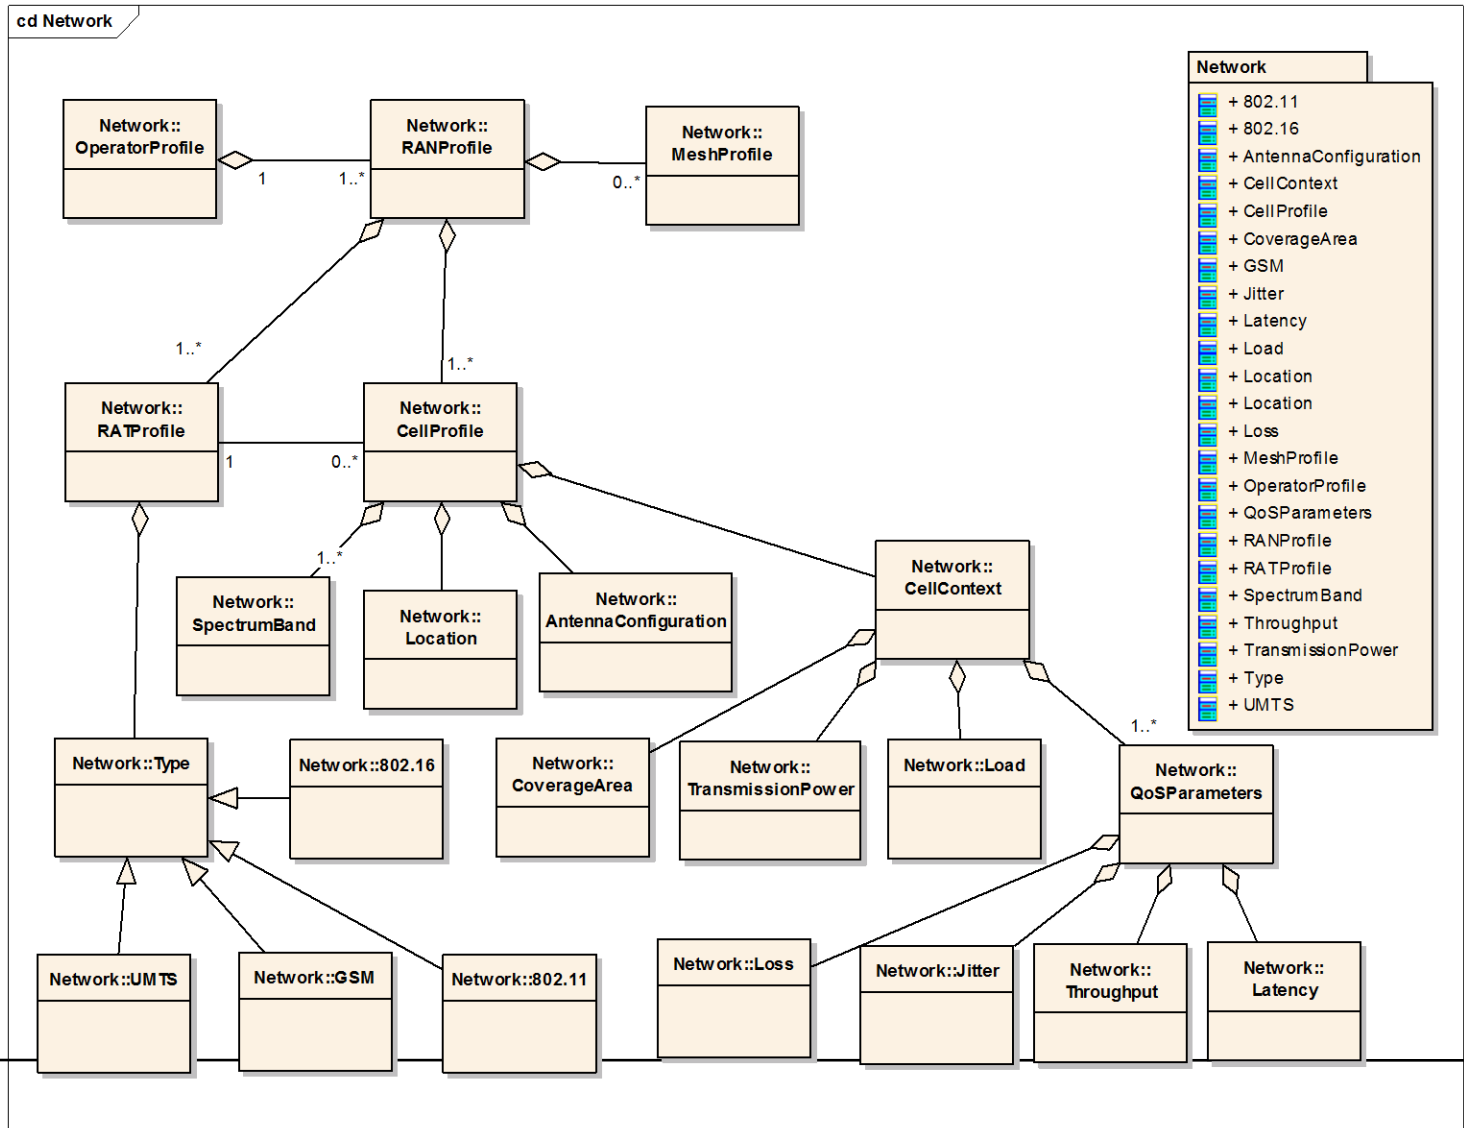 cd Network
Network
+ 802.11
+ 802.16
+ AntennaConfiguration
+ CellContext
+ CellProfile
+ CoverageArea
+ GSM
+ Jitter
+ Latency
+ Load
+ Location
+ Location
+ Loss
+ MeshProfile
+ OperatorProfile
+ QoSParameters
+ RANProfile
+ RATProfile
+ SpectrumBand
+ Throughput
+ TransmissionPower
+ Type
+ UMTS
Network::
OperatorProfile
1
1..*
Network::
RANProfile
0..*
Network::
MeshProfile
1..*
1..*
Network::
RATProfile
1
0..*
Network::
CellProfile
1..*
Network::
SpectrumBand
Network::
Location
Network::
AntennaConfiguration
Network::
CellContext
1..*
Network::Type
Network::802.16
Network::
CoverageArea
Network::
TransmissionPower
Network::Load
Network::
QoSParameters
Network::UMTS
Network::GSM
Network::802.11
Network::Loss
Network::Jitter
Network::
Throughput
Network::
Latency